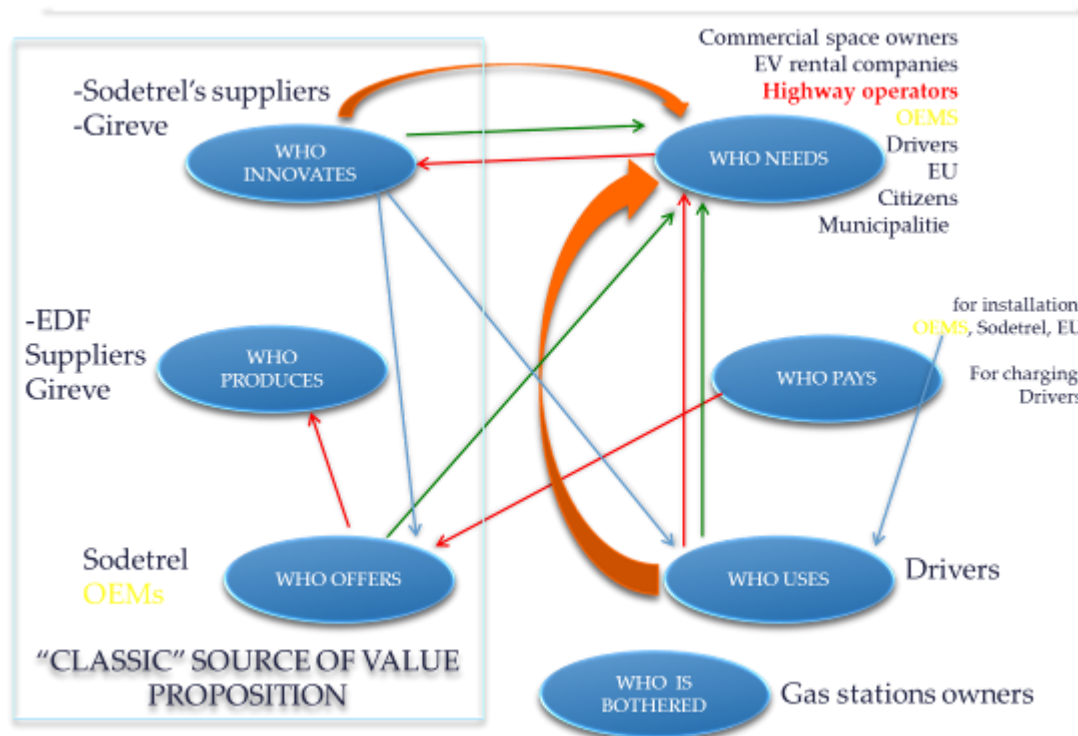 Commercial space owners
EV rental companies
Highway operators
OEMS
Drivers
EU
Citizens
Municipalitie
-Sodetrel's suppliers
-Gireve
WHO
INNOVATES
WHO NEEDS
-EDF
Suppliers
Gireve
WHO
PRODUCES
WHO PAYS
for installation
OEMS, Sodetrel, EU
For charging
Drivers
Sodetrel
OEMs
WHO OFFERS
WHO USES
Drivers
"CLASSIC" SOURCE OF VALUE
PROPOSITION
WHO IS
BOTHERED
Gas stations owners